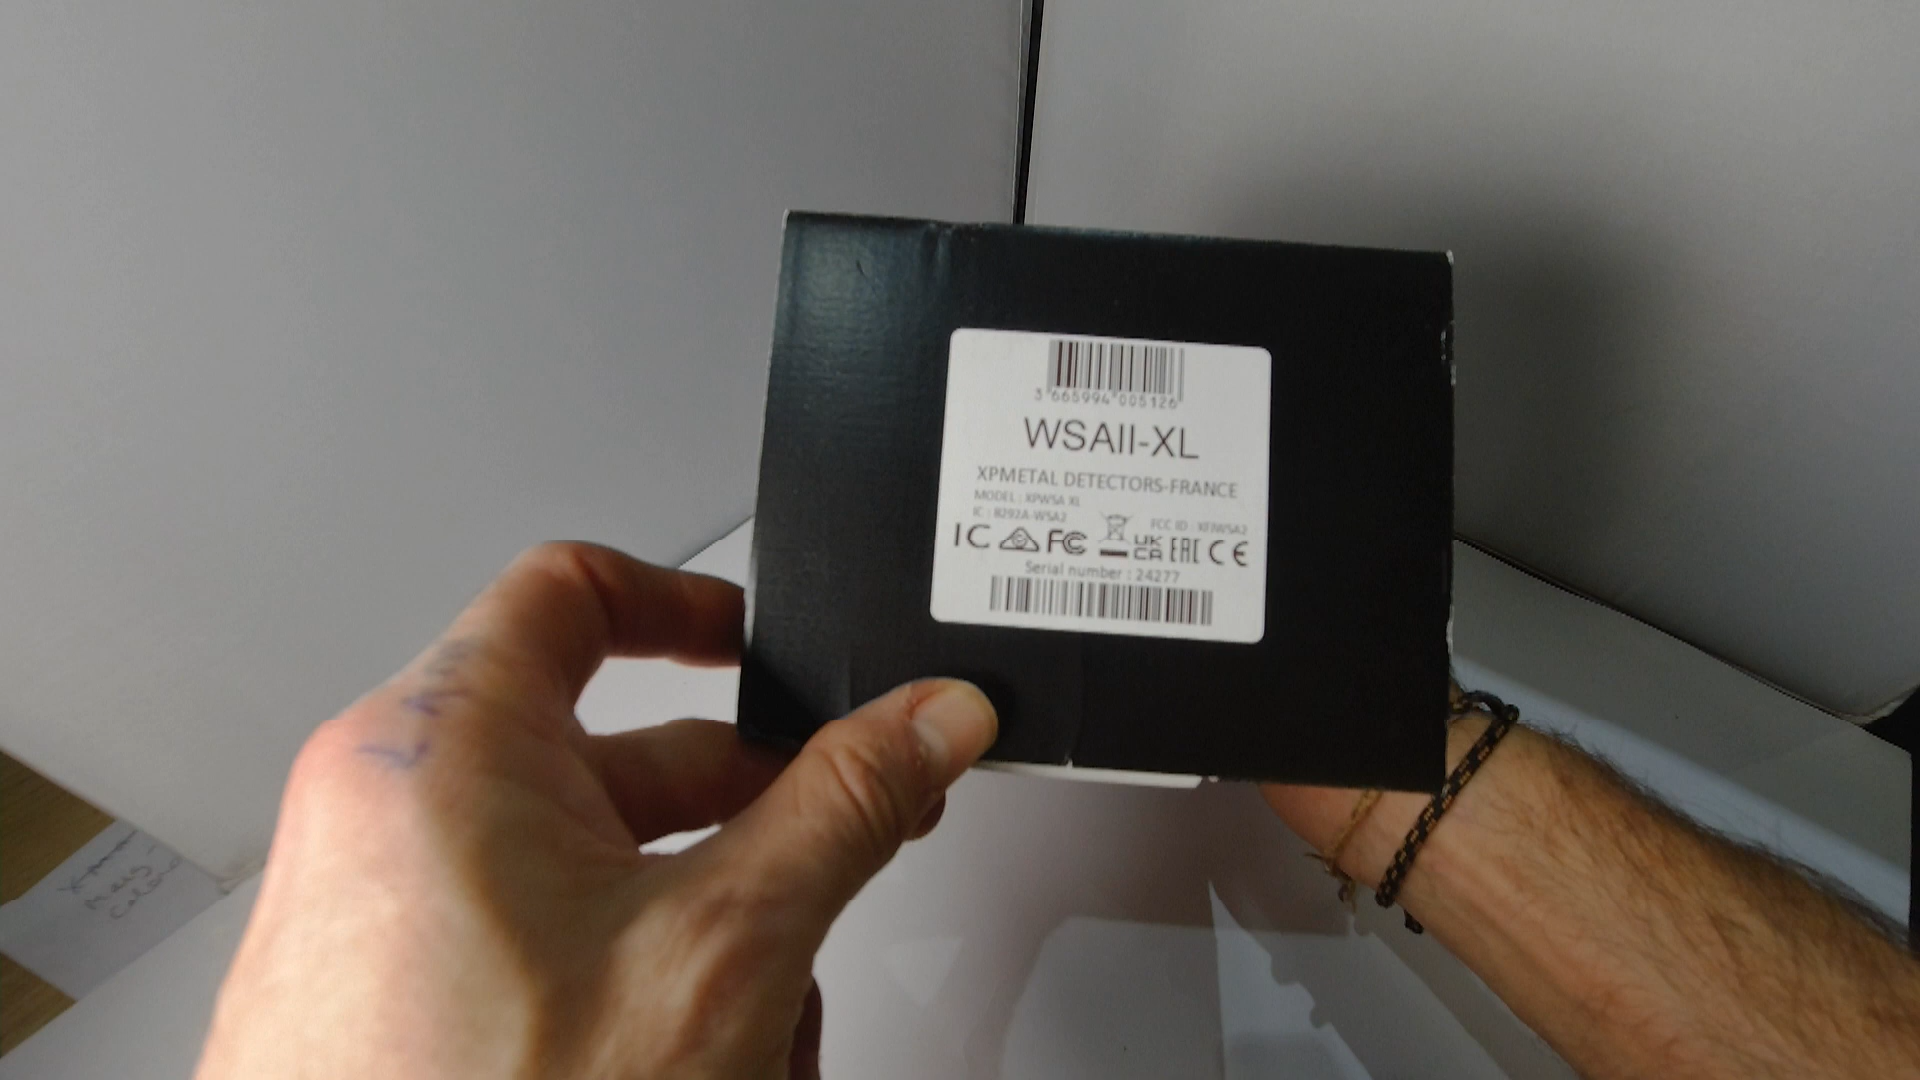 3 665994 005126
WSAII-XL
XPMETAL DETECTORS-FRANCE
MODEL : XPWSA XL
IC : 8292A-WSA2
FCC ID : XFJWSA2
IC FC UK CA EAC CE
Serial number : 24277